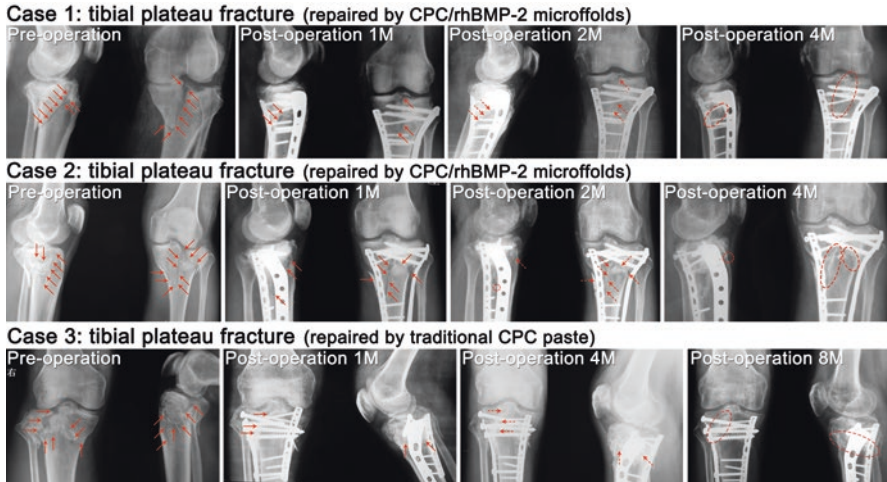 Case 1: tibial plateau fracture (repaired by CPC/rhBMP-2 microffolds)
Pre-operation Post-operation 1M Post-operation 2M Post-operation 4M
Case 2: tibial plateau fracture (repaired by CPC/rhBMP-2 microffolds)
Pre-operation Post-operation 1M Post-operation 2M Post-operation 4M
Case 3: tibial plateau fracture (repaired by traditional CPC paste)
Pre-operation Post-operation 1M Post-operation 4M Post-operation 8M